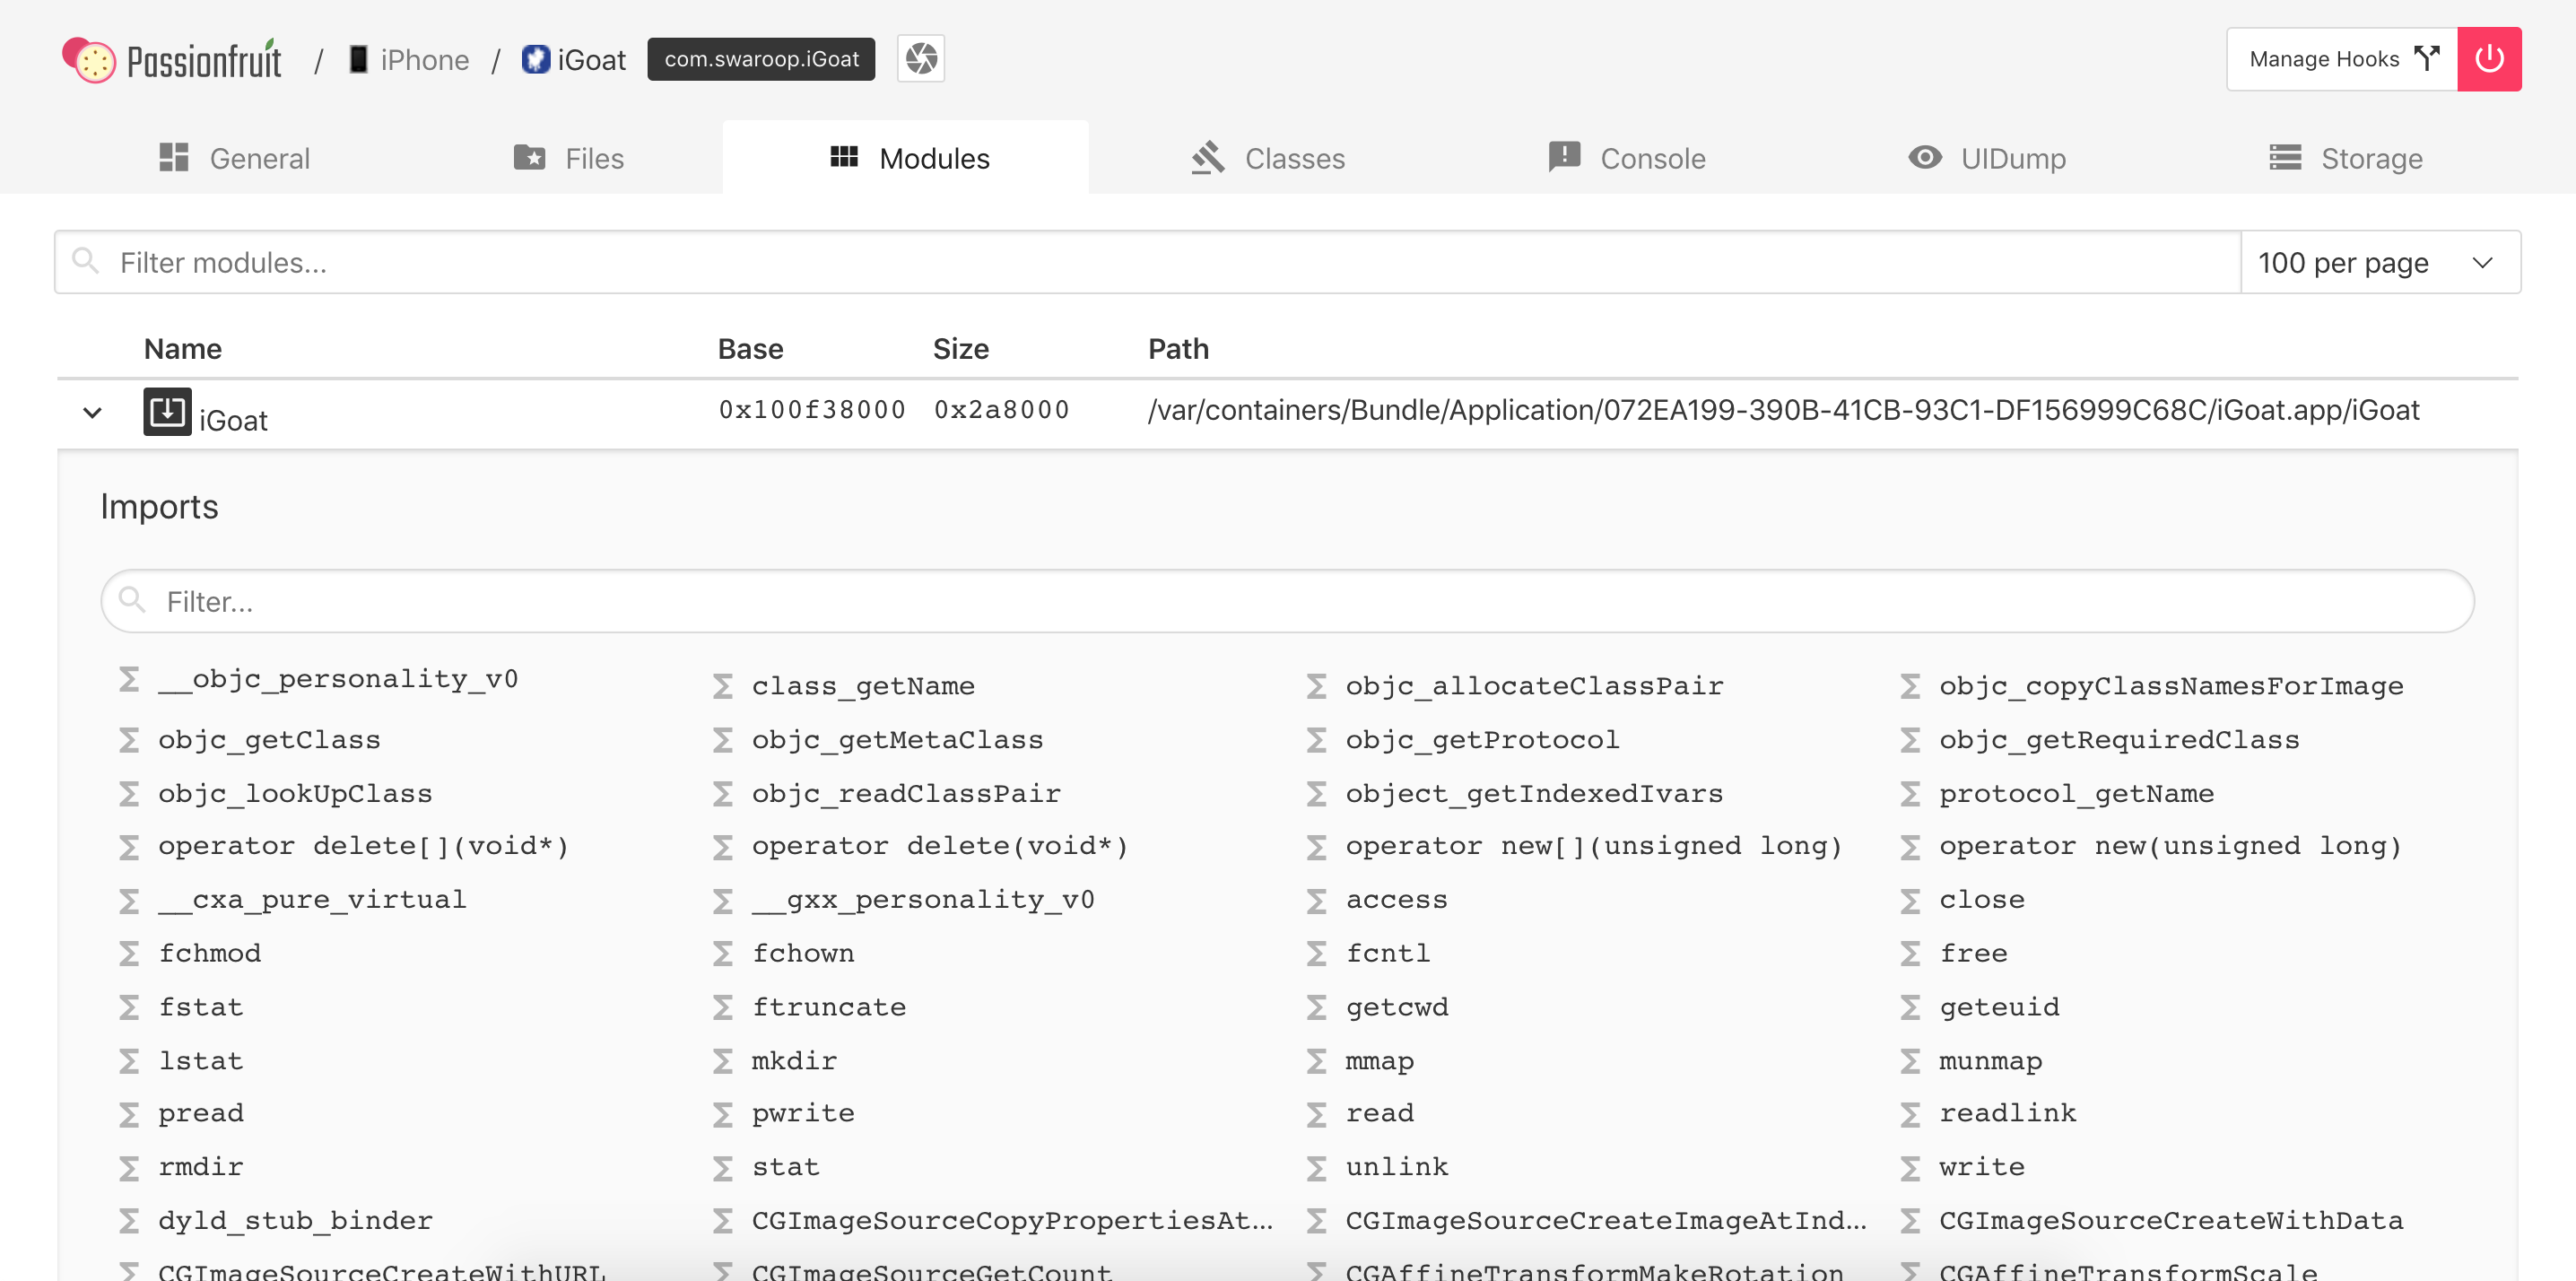 Passionfruit / iPhone / iGoat com.swaroop.iGoat Manage Hooks
General Files Modules Classes Console UIDump Storage
Filter modules... 100 per page
Name Base Size Path
iGoat 0x100f38000 0x2a8000 /var/containers/Bundle/Application/072EA199-390B-41CB-93C1-DF156999C68C/iGoat.app/iGoat
Imports
Filter...
Σ __objc_personality_v0 Σ class_getName Σ objc_allocateClassPair Σ objc_copyClassNamesForImage
Σ objc_getClass Σ objc_getMetaClass Σ objc_getProtocol Σ objc_getRequiredClass
Σ objc_lookUpClass Σ objc_readClassPair Σ object_getIndexedIvars Σ protocol_getName
Σ operator delete[](void*) Σ operator delete(void*) Σ operator new[](unsigned long) Σ operator new(unsigned long)
Σ __cxa_pure_virtual Σ __gxx_personality_v0 Σ access Σ close
Σ fchmod Σ fchown Σ fcntl Σ free
Σ fstat Σ ftruncate Σ getcwd Σ geteuid
Σ lstat Σ mkdir Σ mmap Σ munmap
Σ pread Σ pwrite Σ read Σ readlink
Σ rmdir Σ stat Σ unlink Σ write
Σ dyld_stub_binder Σ CGImageSourceCopyPropertiesAt... Σ CGImageSourceCreateImageAtInd... Σ CGImageSourceCreateWithData
Σ CGImageSourceCreateWithURL Σ CGImageSourceGetCount Σ CGAffineTransformMakeRotation Σ CGAffineTransformScale